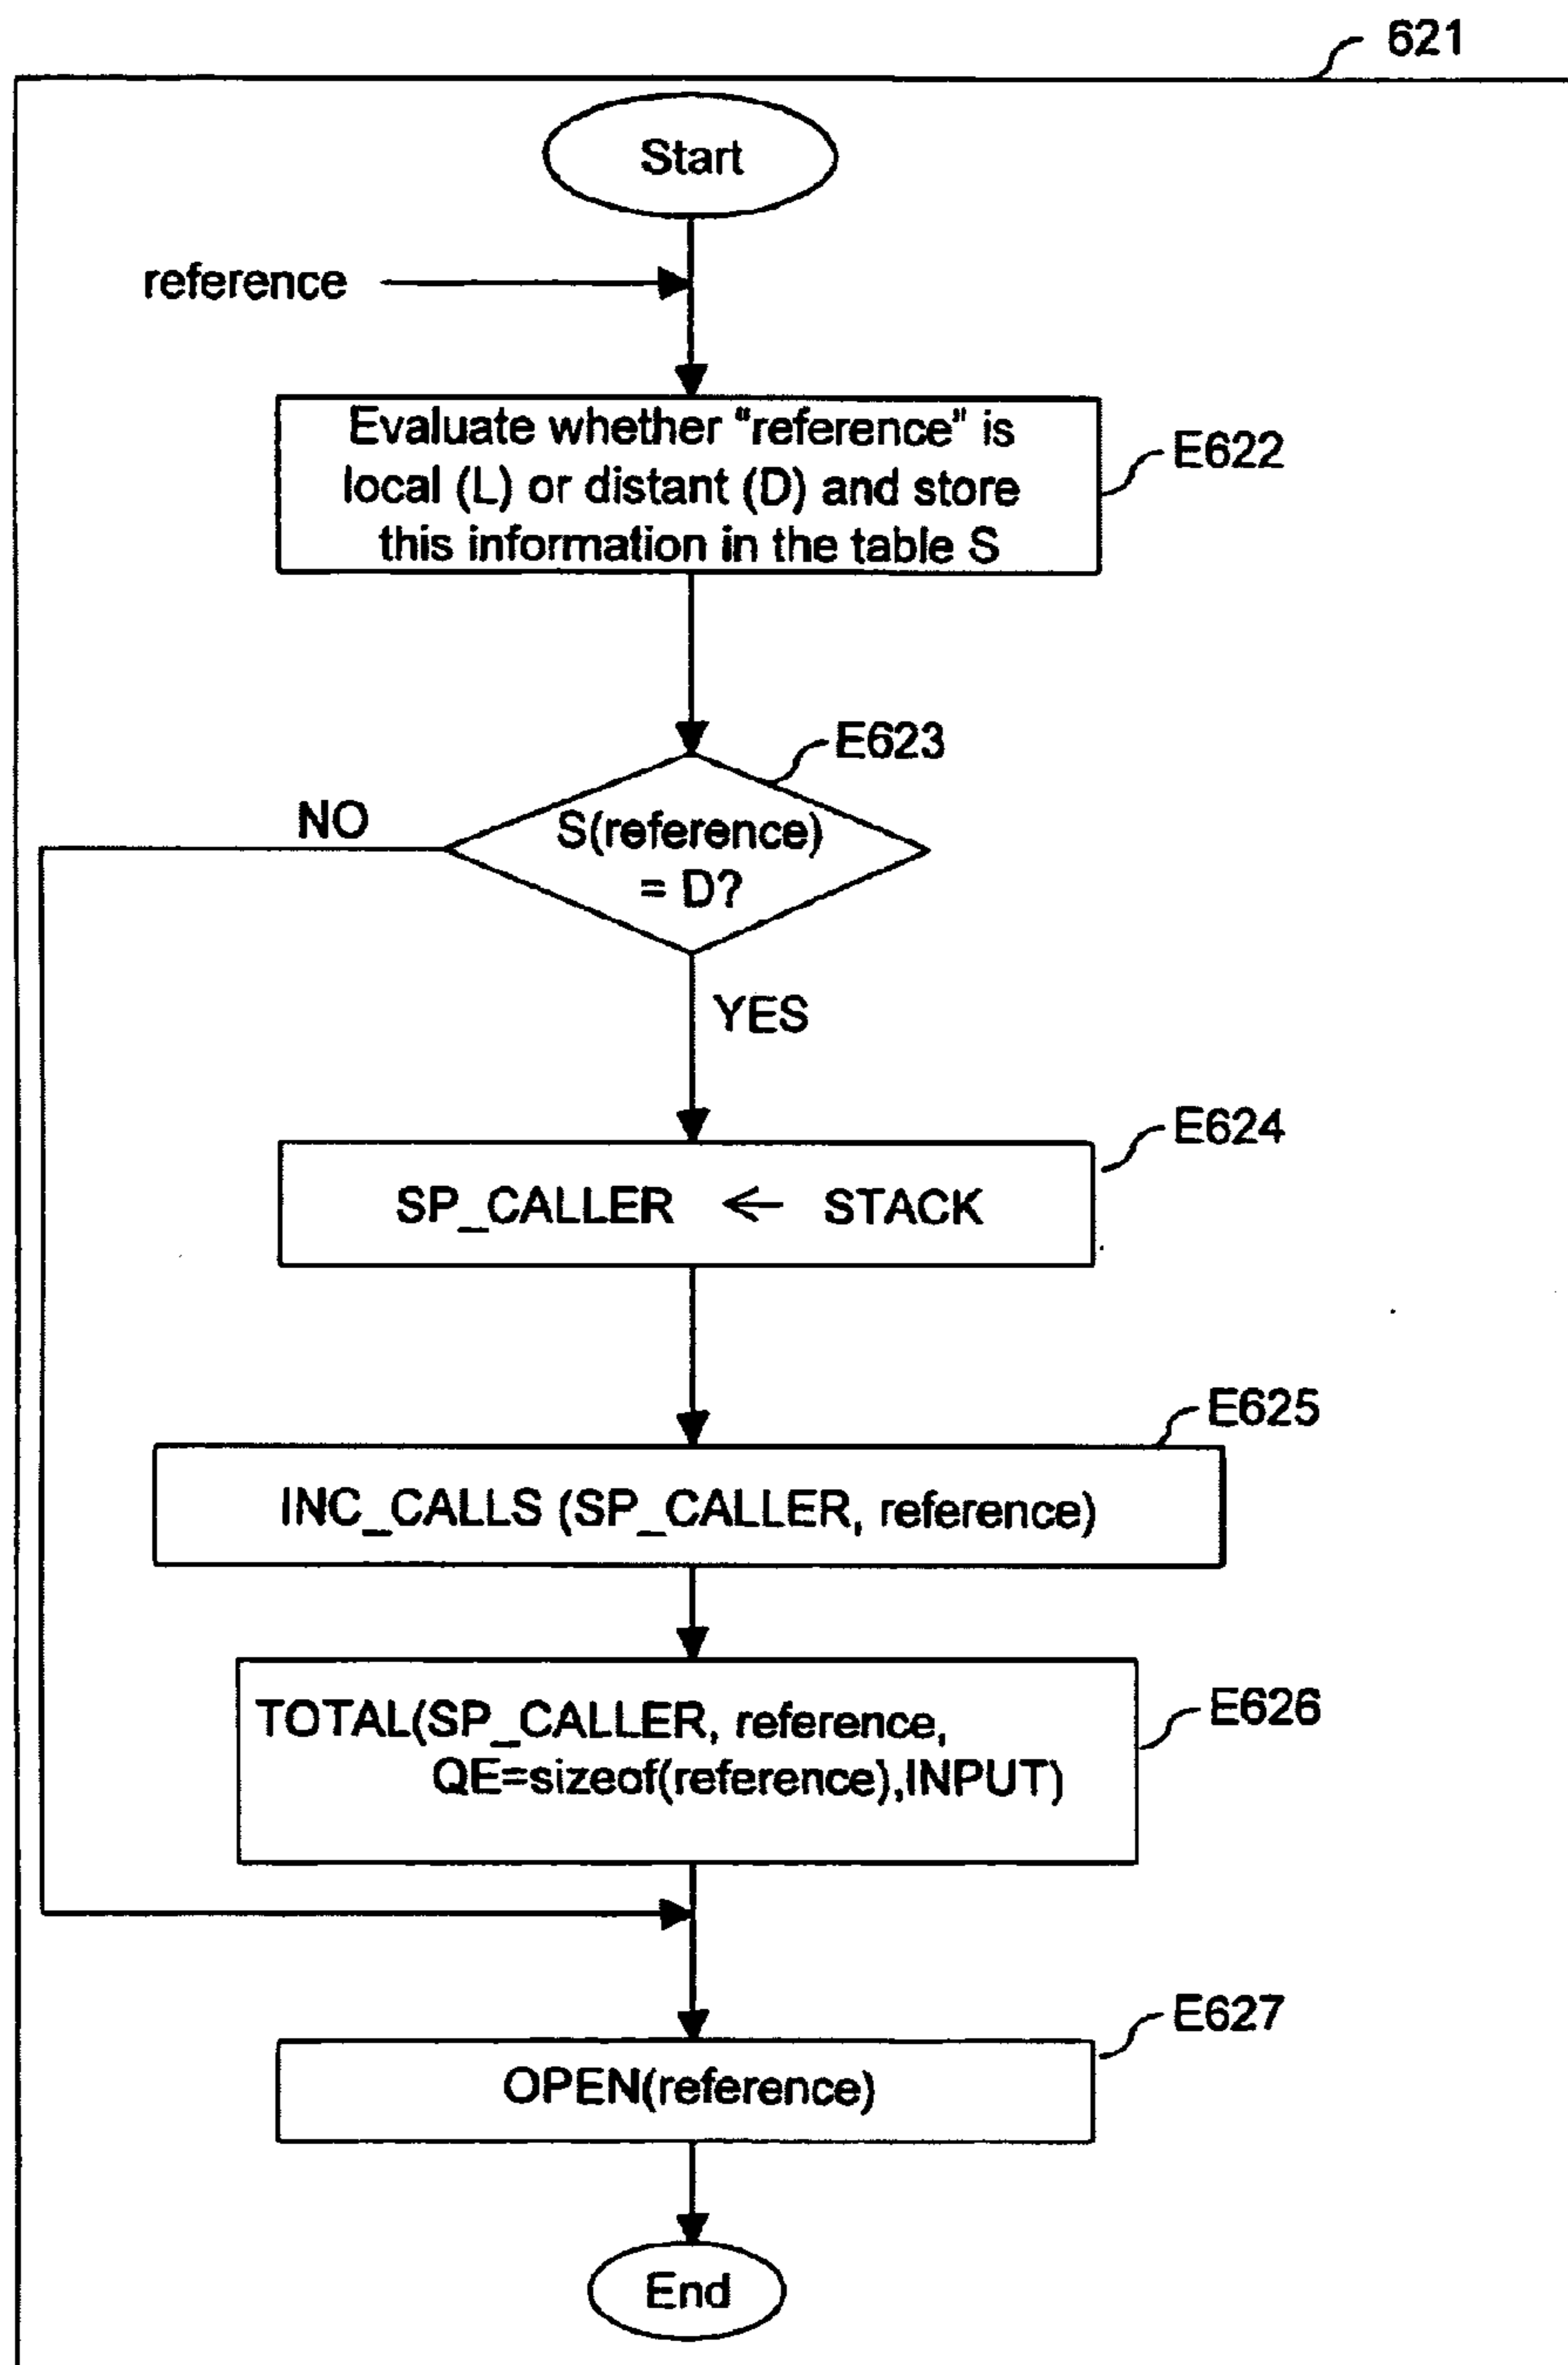 621
Start
reference
Evaluate whether "reference" is
local (L) or distant (D) and store
this information in the table S
E622
E623
NO
S(reference)
= D?
YES
E624
SP_CALLER ← STACK
E625
INC_CALLS (SP_CALLER, reference)
TOTAL(SP_CALLER, reference,
QE=sizeof(reference),INPUT)
E626
E627
OPEN(reference)
End